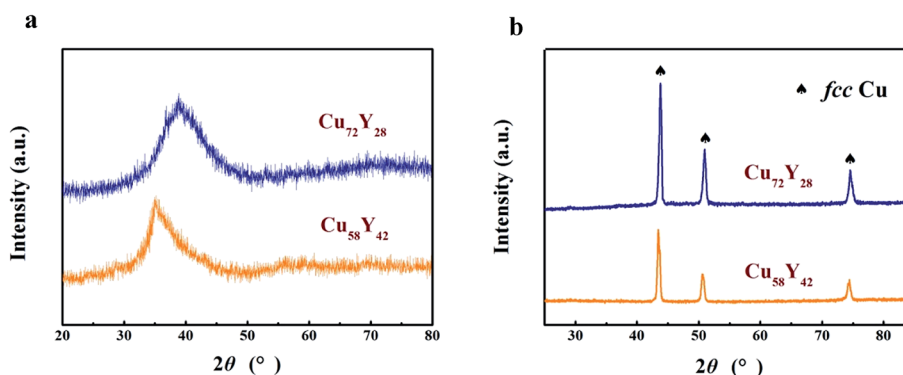 a
Intensity (a.u.)
Cu₇₂Y₂₈
Cu₅₈Y₄₂
20 30 40 50 60 70 80
2θ (°)
b
Intensity (a.u.)
♠ fcc Cu
Cu₇₂Y₂₈
Cu₅₈Y₄₂
30 40 50 60 70 80
2θ (°)